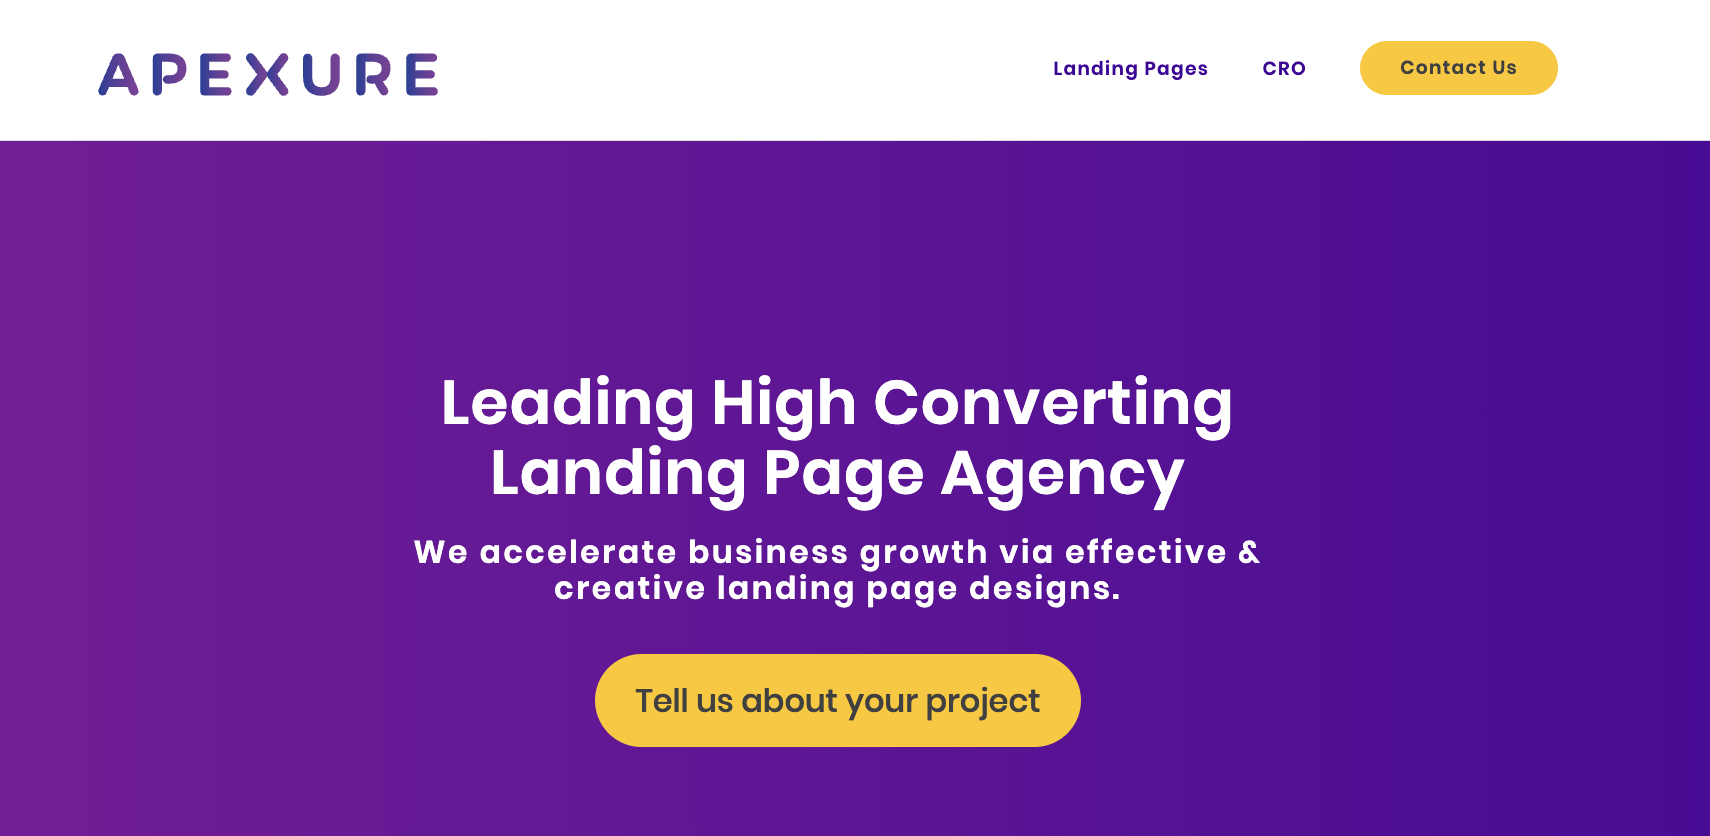 APEXURE
Landing Pages
CRO
Contact Us
Leading High Converting
Landing Page Agency
We accelerate business growth via effective &
creative landing page designs.
Tell us about your project